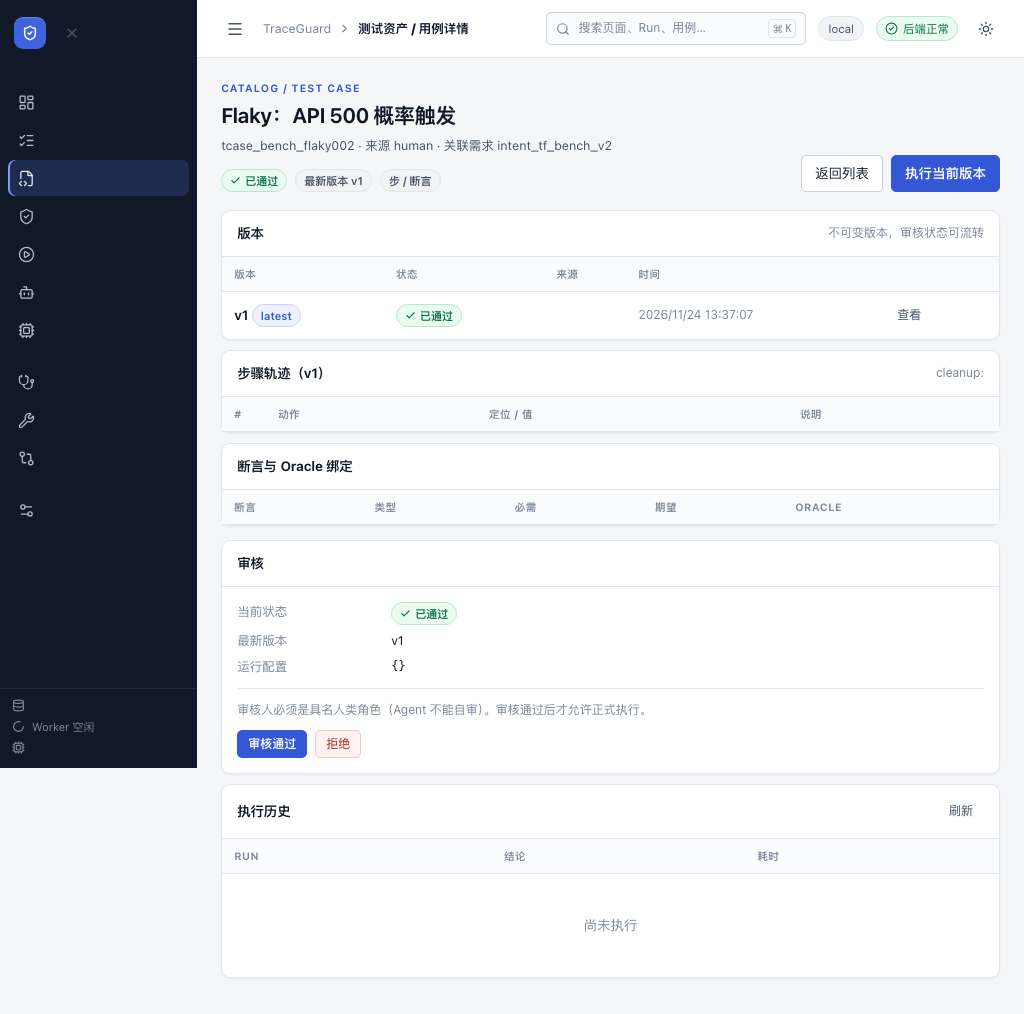 TraceGuard
测试资产 / 用例详情
搜索页面、Run、用例...
⌘ K
local
后端正常
CATALOG / TEST CASE
Flaky：API 500 概率触发
tcase_bench_flaky002 · 来源 human · 关联需求 intent_tf_bench_v2
已通过
最新版本 v1
步 / 断言
返回列表
执行当前版本
版本
不可变版本，审核状态可流转
版本 状态 来源 时间
v1 latest 已通过 2026/11/24 13:37:07 查看
步骤轨迹（v1）
cleanup:
# 动作 定位 / 值 说明
断言与 Oracle 绑定
断言 类型 必需 期望 ORACLE
审核
当前状态 已通过
最新版本 v1
运行配置 {}
审核人必须是具名人类角色（Agent 不能自审）。审核通过后才允许正式执行。
审核通过 拒绝
Worker 空闲
执行历史
刷新
RUN 结论 耗时
尚未执行